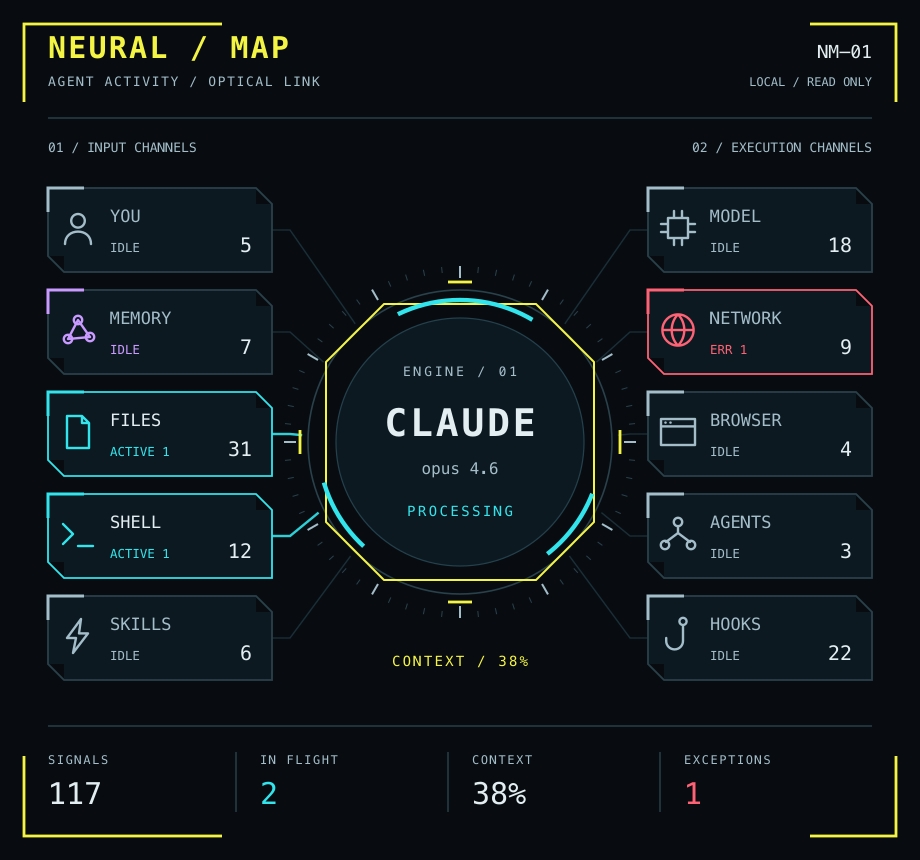 NEURAL / MAP
NM—01
AGENT ACTIVITY / OPTICAL LINK
LOCAL / READ ONLY
01 / INPUT CHANNELS
02 / EXECUTION CHANNELS
YOU
IDLE
5
MEMORY
IDLE
7
FILES
ACTIVE 1
31
SHELL
ACTIVE 1
12
SKILLS
IDLE
6
ENGINE / 01
CLAUDE
opus 4.6
PROCESSING
CONTEXT / 38%
MODEL
IDLE
18
NETWORK
ERR 1
9
BROWSER
IDLE
4
AGENTS
IDLE
3
HOOKS
IDLE
22
SIGNALS
117
IN FLIGHT
2
CONTEXT
38%
EXCEPTIONS
1